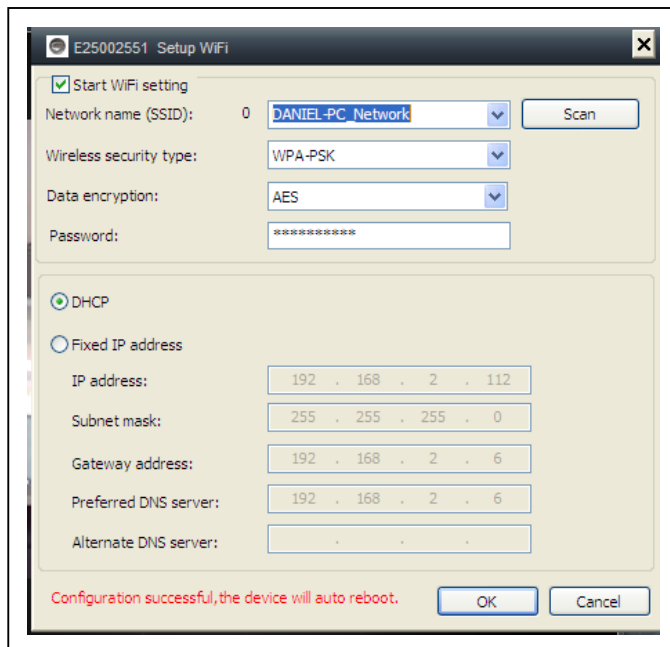 E25002551 Setup WiFi
Start WiFi setting
Network name (SSID): 0 DANIEL-PC_Network Scan
Wireless security type: WPA-PSK
Data encryption: AES
Password: **********
DHCP
Fixed IP address
IP address: 192 . 168 . 2 . 112
Subnet mask: 255 . 255 . 255 . 0
Gateway address: 192 . 168 . 2 . 6
Preferred DNS server: 192 . 168 . 2 . 6
Alternate DNS server: . . .
Configuration successful,the device will auto reboot. OK Cancel